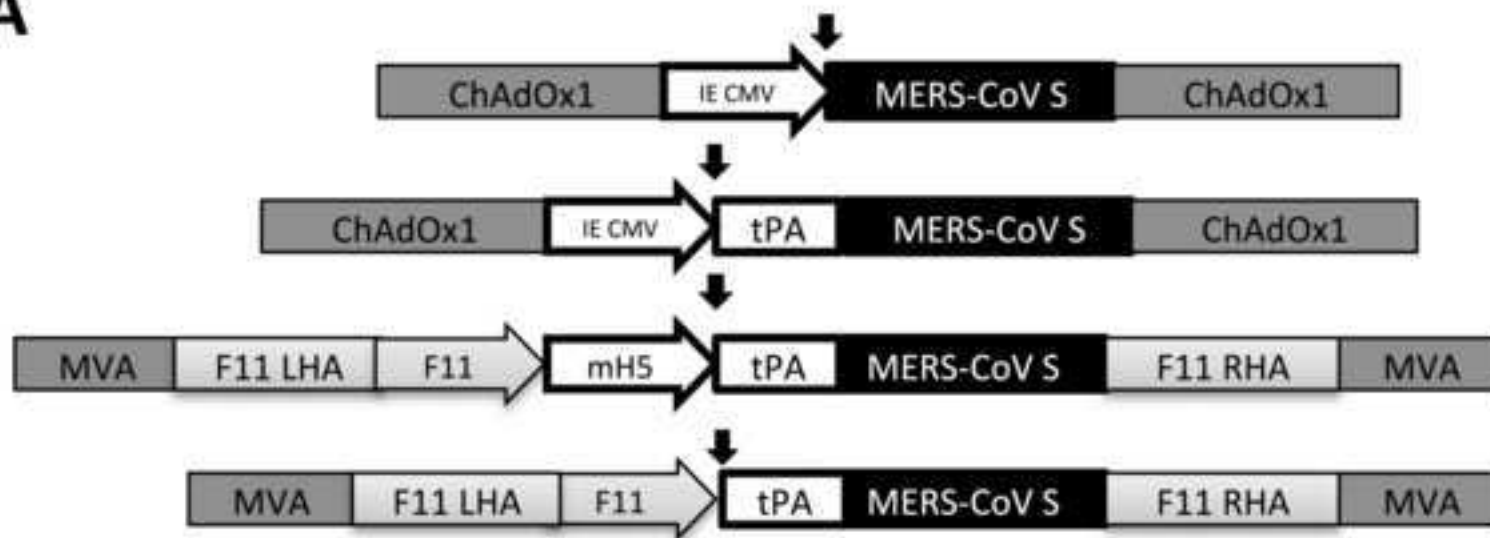 A
ChAdOx1 IE CMV MERS-CoV S ChAdOx1
ChAdOx1 IE CMV tPA MERS-CoV S ChAdOx1
MVA F11 LHA F11 mH5 tPA MERS-CoV S F11 RHA MVA
MVA F11 LHA F11 tPA MERS-CoV S F11 RHA MVA